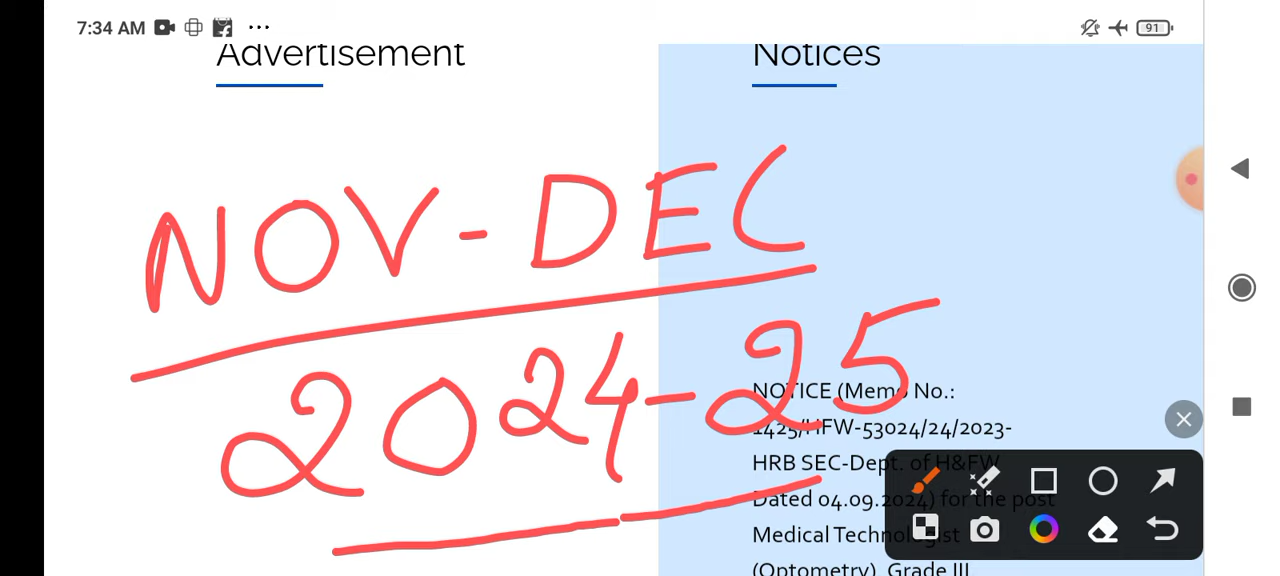 7:34 AM
91
Advertisement
Notices
NOV-DEC
2024-25
NOTICE (Memo No.:
1425/HFW-53024/24/2023-
HRB SEC-Dept. of H&FW
Dated 04.09.2024) for the post
Medical Technologist
(Optometry), Grade III